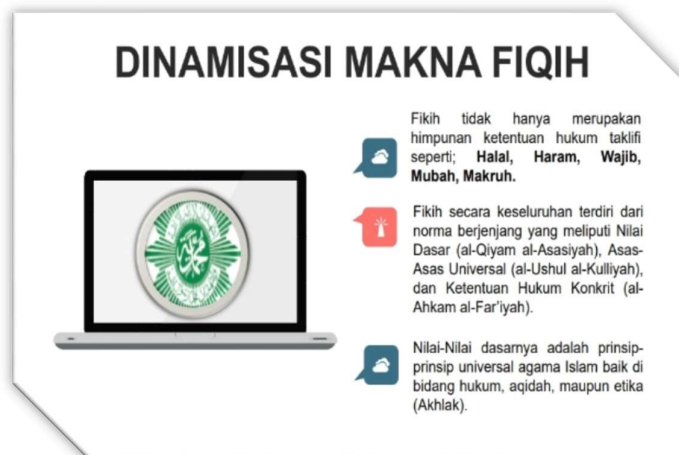 DINAMISASI MAKNA FIQIH
Fikih tidak hanya merupakan
himpunan ketentuan hukum taklifi
seperti; Halal, Haram, Wajib,
Mubah, Makruh.
Fikih secara keseluruhan terdiri dari
norma berjenjang yang meliputi Nilai
Dasar (al-Qiyam al-Asasiyah), Asas-
Asas Universal (al-Ushul al-Kulliyah),
dan Ketentuan Hukum Konkrit (al-
Ahkam al-Far’iyah).
Nilai-Nilai dasarnya adalah prinsip-
prinsip universal agama Islam baik di
bidang hukum, aqidah, maupun etika
(Akhlak).